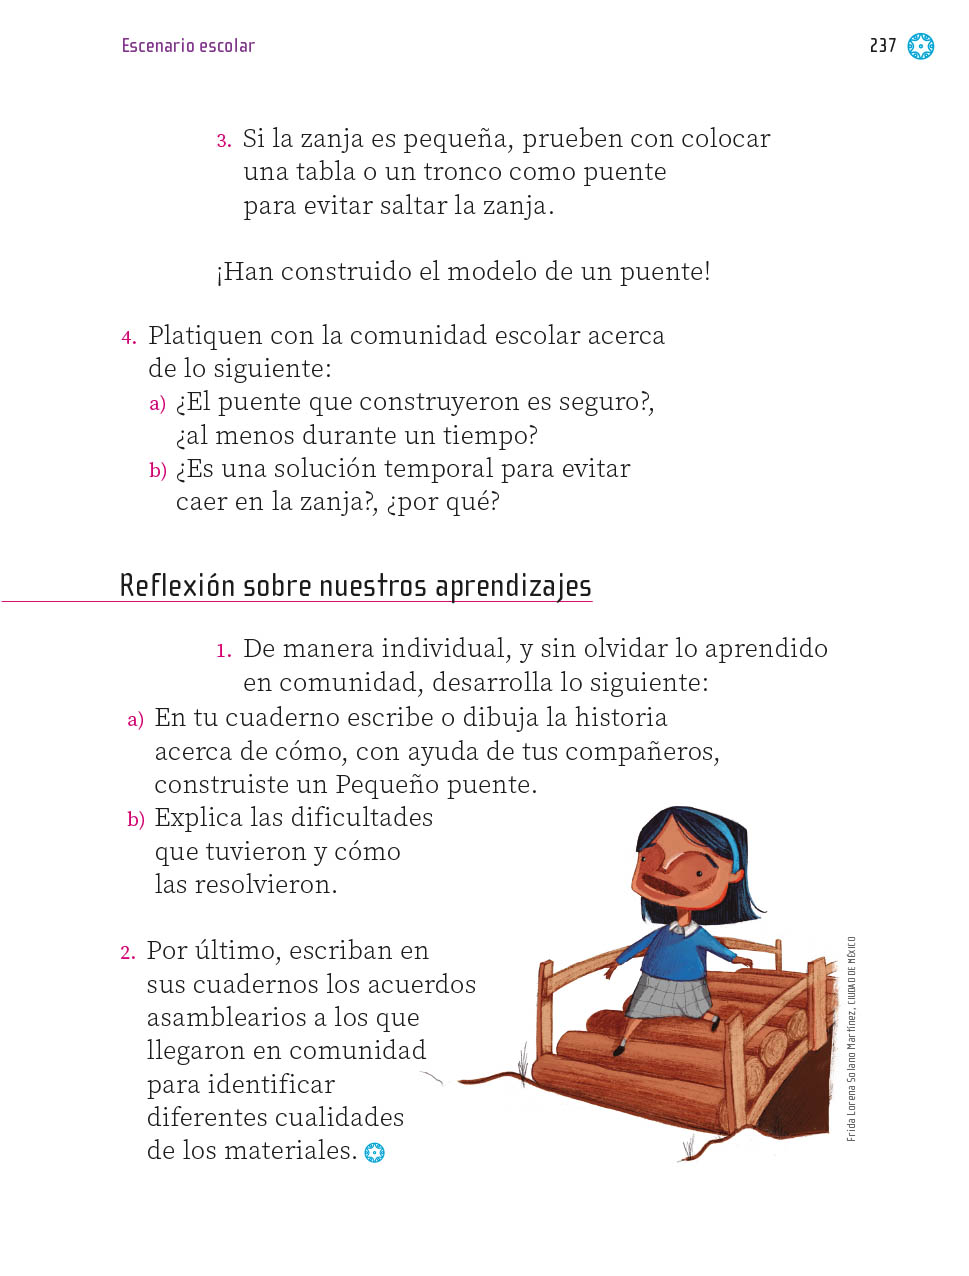 Escenario escolar
237
3. Si la zanja es pequeña, prueben con colocar
una tabla o un tronco como puente
para evitar saltar la zanja.
¡Han construido el modelo de un puente!
4. Platiquen con la comunidad escolar acerca
de lo siguiente:
a) ¿El puente que construyeron es seguro?,
¿al menos durante un tiempo?
b) ¿Es una solución temporal para evitar
caer en la zanja?, ¿por qué?
Reflexión sobre nuestros aprendizajes
1. De manera individual, y sin olvidar lo aprendido
en comunidad, desarrolla lo siguiente:
a) En tu cuaderno escribe o dibuja la historia
acerca de cómo, con ayuda de tus compañeros,
construiste un Pequeño puente.
b) Explica las dificultades
que tuvieron y cómo
las resolvieron.
2. Por último, escriban en
sus cuadernos los acuerdos
asamblearios a los que
llegaron en comunidad
para identificar
diferentes cualidades
de los materiales.
Frida Lorena Solano Martínez, CIUDAD DE MÉXICO